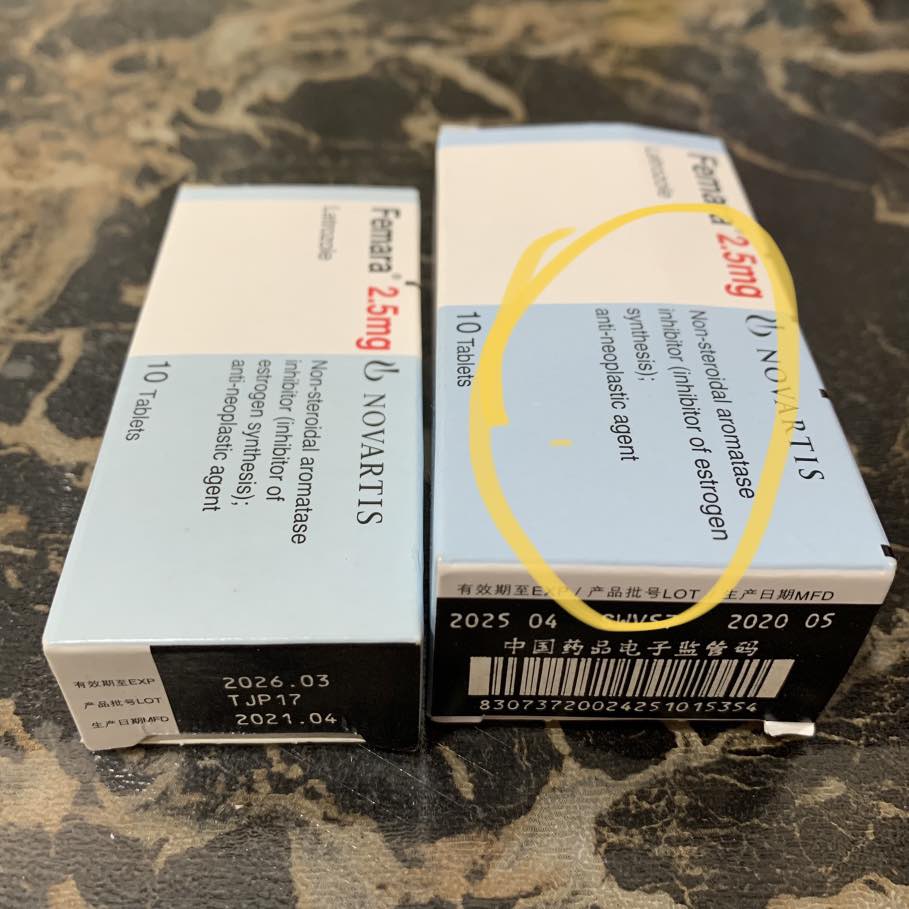 Femara® 2.5mg
Letrozole
NOVARTIS
Non-steroidal aromatase
inhibitor (inhibitor of
estrogen synthesis);
anti-neoplastic agent
10 Tablets
有效期至EXP
产品批号LOT
生产日期MFD
2026.03
TJP17
2021.04
Femara 2.5mg
Letrozole
NOVARTIS
Non-steroidal aromatase
inhibitor (inhibitor of estrogen
synthesis);
anti-neoplastic agent
10 Tablets
有效期至EXP / 产品批号LOT 生产日期MFD
2025 04 2020 05
中国药品电子监管码
83073720024251015354